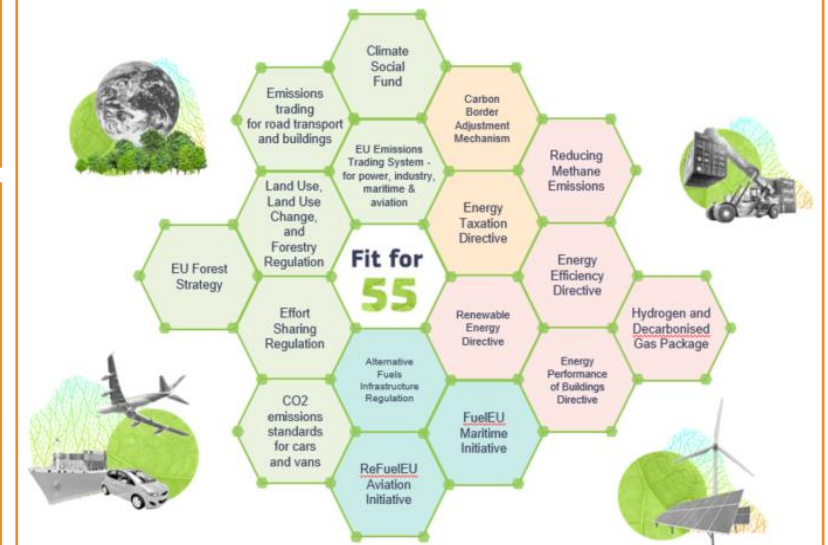 Climate
Social
Fund
Emissions
trading
for road transport
and buildings
Carbon
Border
Adjustment
Mechanism
EU Emissions
Trading System -
for power, industry,
maritime &
aviation
Reducing
Methane
Emissions
Land Use,
Land Use
Change,
and
Forestry
Regulation
Energy
Taxation
Directive
EU Forest
Strategy
Fit for
55
Energy
Efficiency
Directive
Effort
Sharing
Regulation
Renewable
Energy
Directive
Hydrogen and
Decarbonised
Gas Package
Alternative
Fuels
Infrastructure
Regulation
Energy
Performance
of Buildings
Directive
CO2
emissions
standards
for cars
and vans
FuelEU
Maritime
Initiative
ReFuelEU
Aviation
Initiative